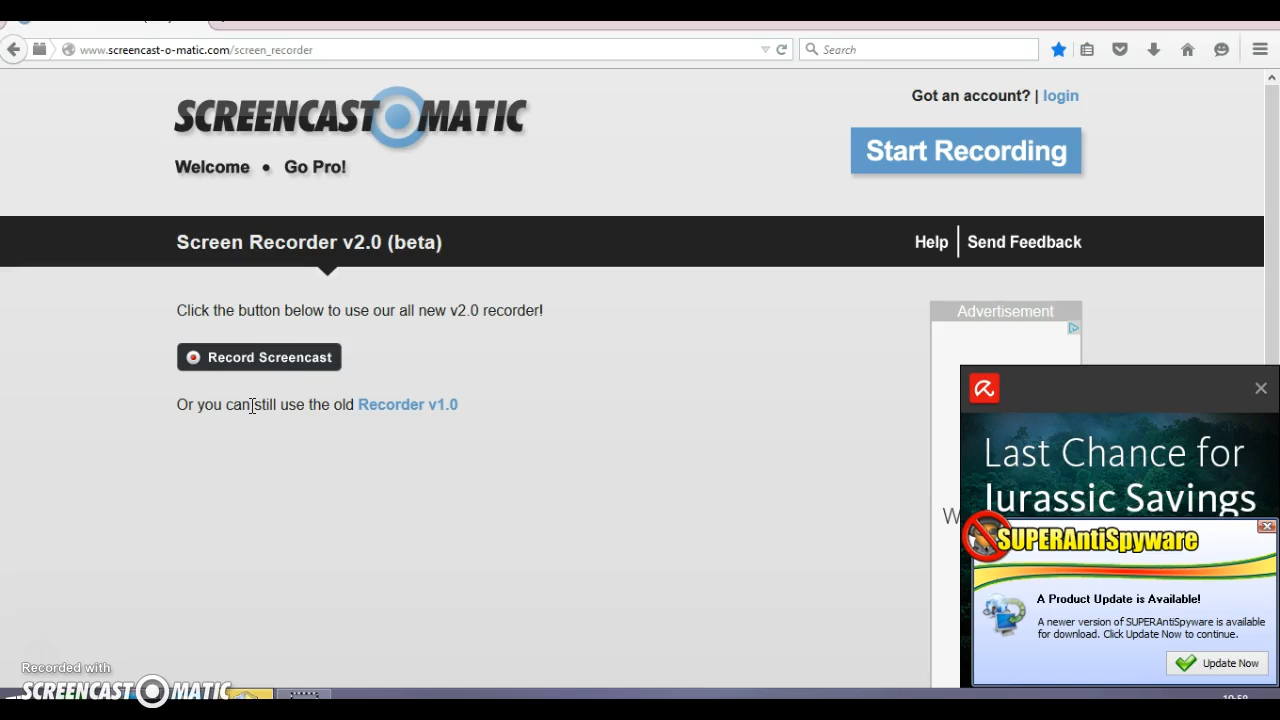 www.screencast-o-matic.com/screen_recorder
Search
SCREENCAST O MATIC
Got an account? | login
Start Recording
Welcome • Go Pro!
Screen Recorder v2.0 (beta)
Help | Send Feedback
Click the button below to use our all new v2.0 recorder!
Record Screencast
Or you can still use the old Recorder v1.0
Advertisement
Last Chance for
Jurassic Savings
W
SUPERAntiSpyware
A Product Update is Available!
A newer version of SUPERAntiSpyware is available
for download. Click Update Now to continue.
Update Now
Recorded with
SCREENCAST O MATIC